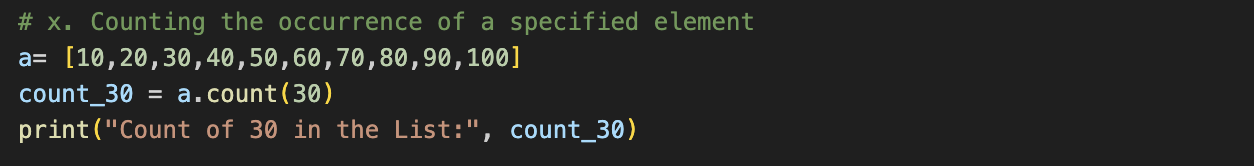 # x. Counting the occurrence of a specified element
a= [10,20,30,40,50,60,70,80,90,100]
count_30 = a.count(30)
print("Count of 30 in the List:", count_30)